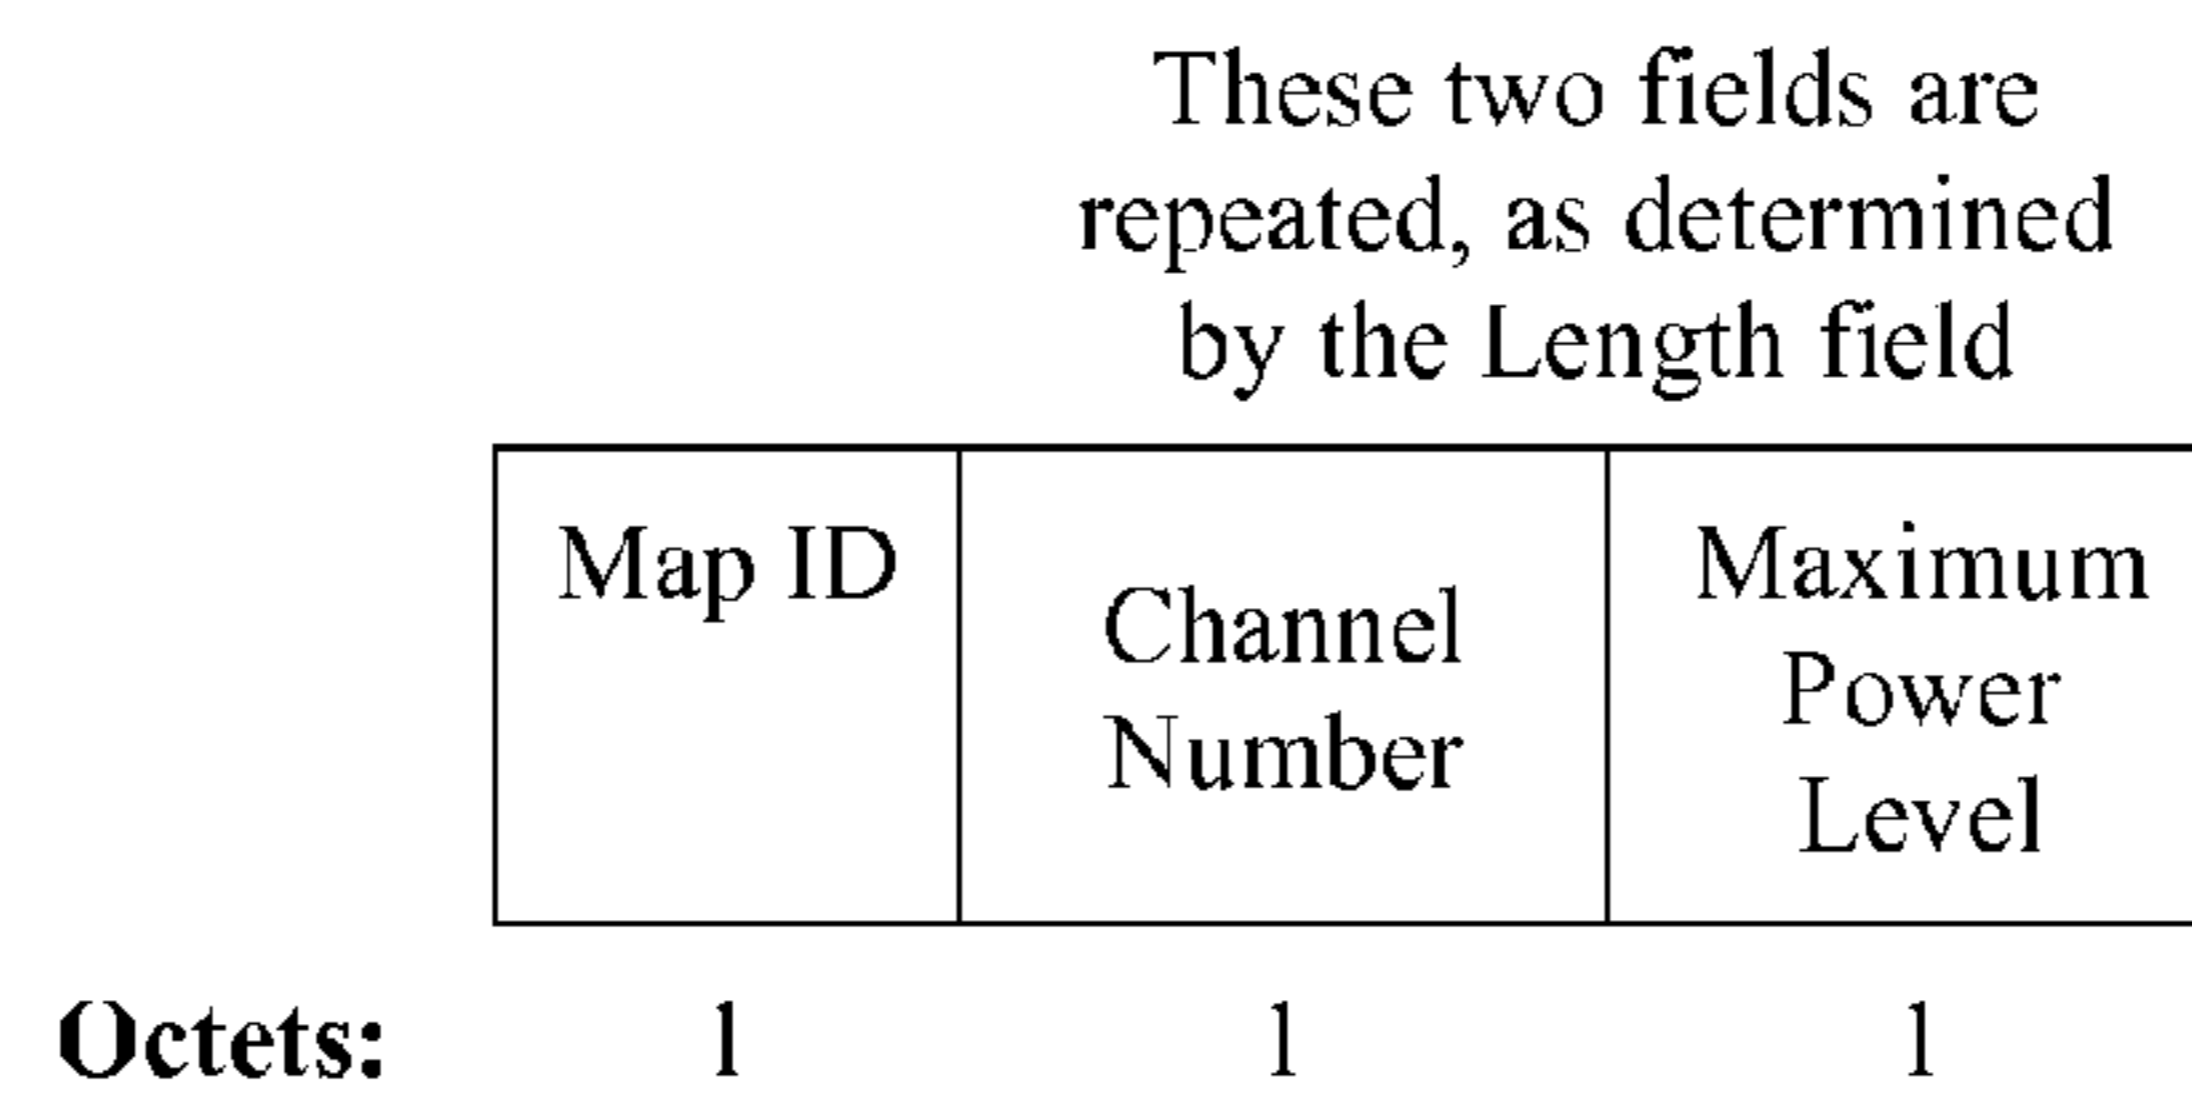 These two fields are
repeated, as determined
by the Length field
Map ID
Channel
Number
Maximum
Power
Level
Octets: 1 1 1